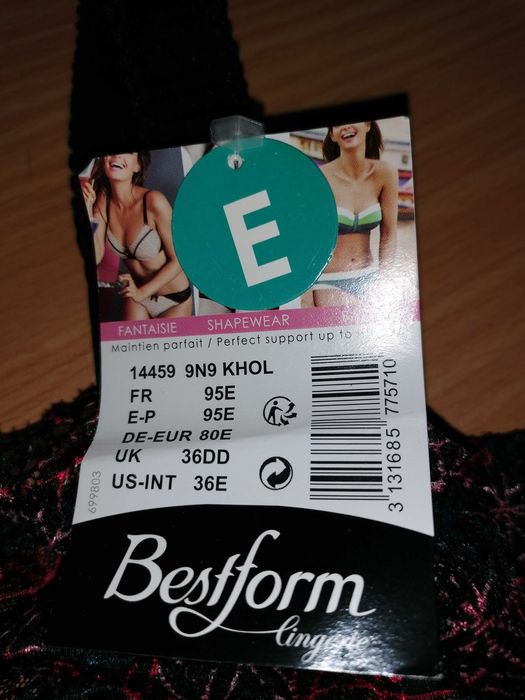 E
FANTAISIE SHAPEWEAR
Maintien parfait / Perfect support up to
14459 9N9 KHOL
FR 95E
E-P 95E
DE-EUR 80E
UK 36DD
US-INT 36E
699803
3 131685 775710
Bestform
lingerie